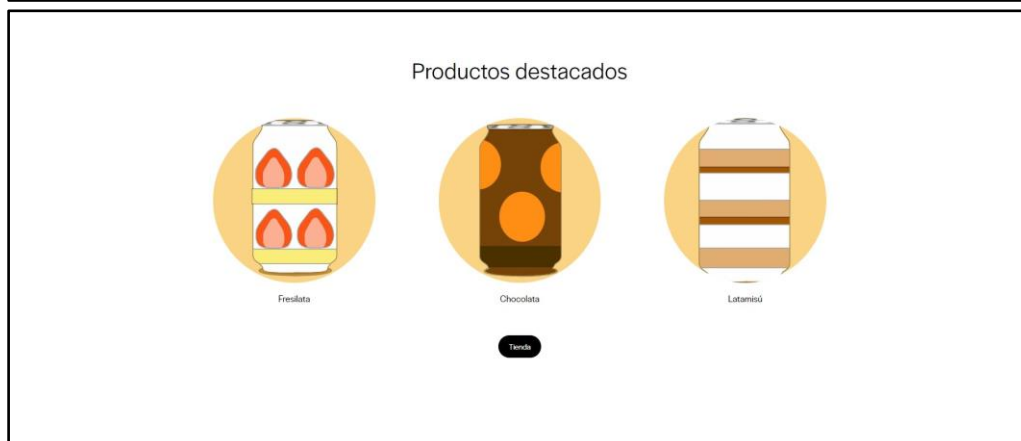 Productos destacados
Fresilata
Chocolata
Latamisú
Tienda